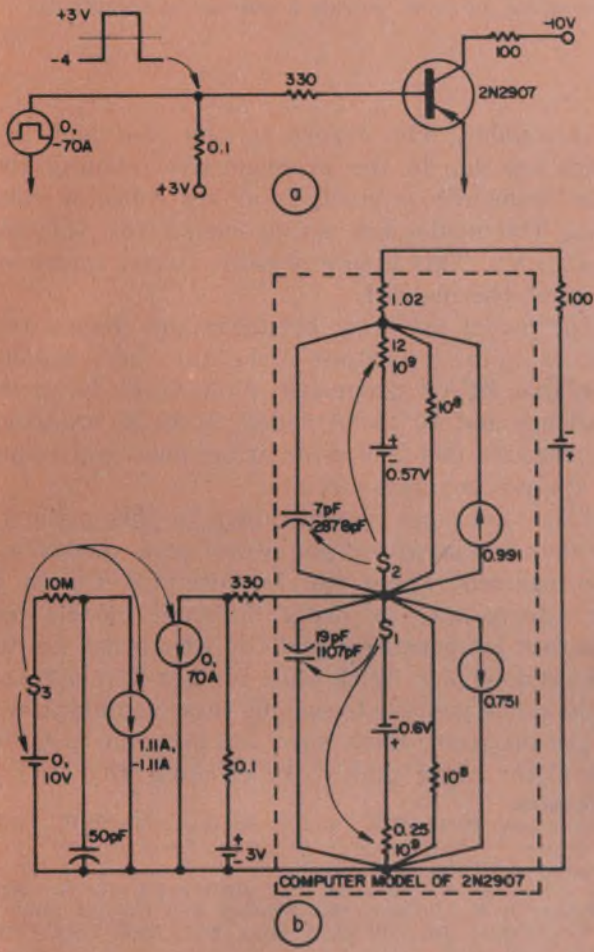 +3V
-4
-10V
100
330
2N2907
0,
-70A
0.1
+3V
a
1.02
100
12
10⁹
10⁸
+
-
0.57V
-
+
7pF
2878pF
0.991
S2
10M
330
19pF
1107pF
S1
0,
70A
0.751
S3
-
0.6V
+
1.11A,
-1.11A
0,
10V
0.1
10⁸
0.25
10⁹
50pF
+
- 3V
COMPUTER MODEL OF 2N2907
b